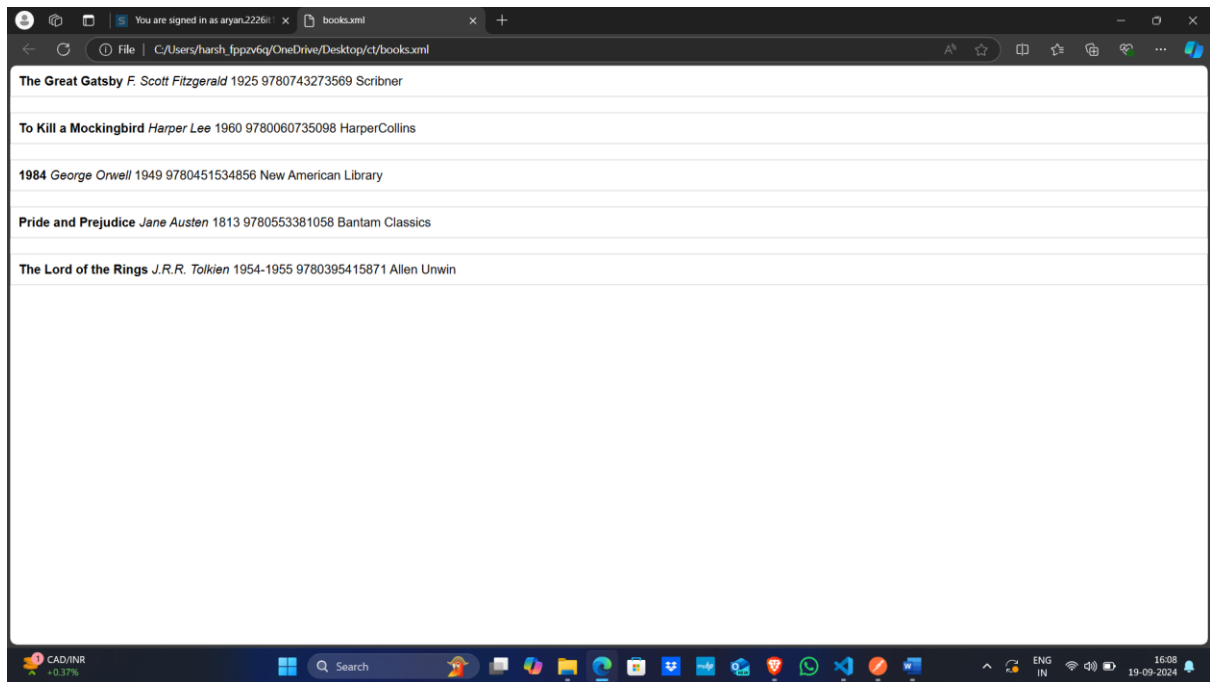 You are signed in as aryan.2226it1
books.xml
File | C:/Users/harsh_fppzv6q/OneDrive/Desktop/ct/books.xml
The Great Gatsby F. Scott Fitzgerald 1925 9780743273569 Scribner
To Kill a Mockingbird Harper Lee 1960 9780060735098 HarperCollins
1984 George Orwell 1949 9780451534856 New American Library
Pride and Prejudice Jane Austen 1813 9780553381058 Bantam Classics
The Lord of the Rings J.R.R. Tolkien 1954-1955 9780395415871 Allen Unwin
1
CAD/INR
+0.37%
Search
ENG
IN
16:08
19-09-2024